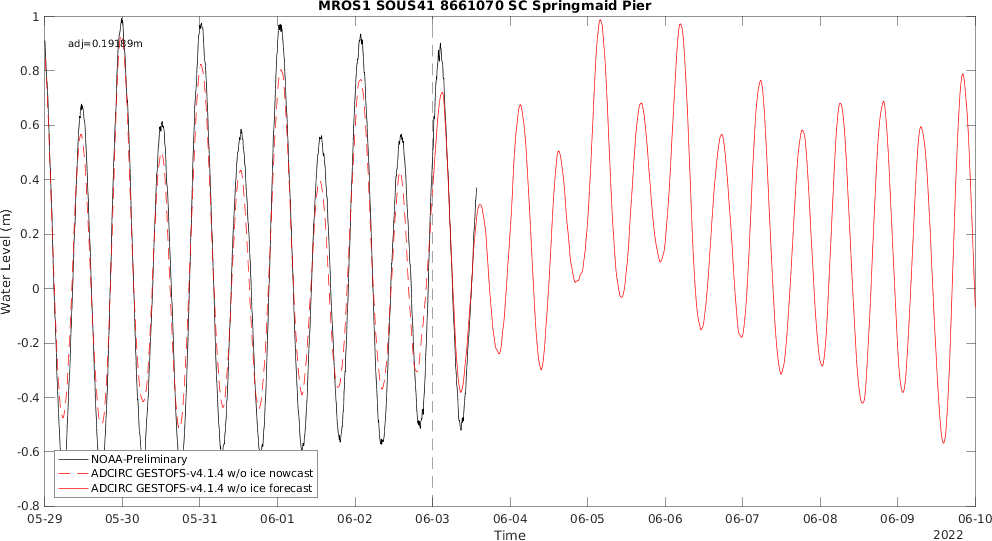 MROS1 SOUS41 8661070 SC Springmaid Pier
adj=0.19189m
Water Level (m)
1
0.8
0.6
0.4
0.2
0
-0.2
-0.4
-0.6
-0.8
NOAA-Preliminary
ADCIRC GESTOFS-v4.1.4 w/o ice nowcast
ADCIRC GESTOFS-v4.1.4 w/o ice forecast
05-29 05-30 05-31 06-01 06-02 06-03 06-04 06-05 06-06 06-07 06-08 06-09 06-10
Time
2022